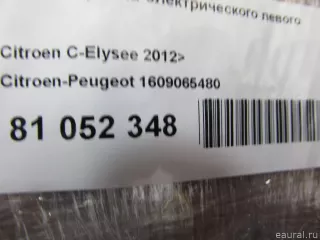 электрического левого
Citroen C-Elysee 2012>
Citroen-Peugeot 1609065480
81 052 348
eaural.ru